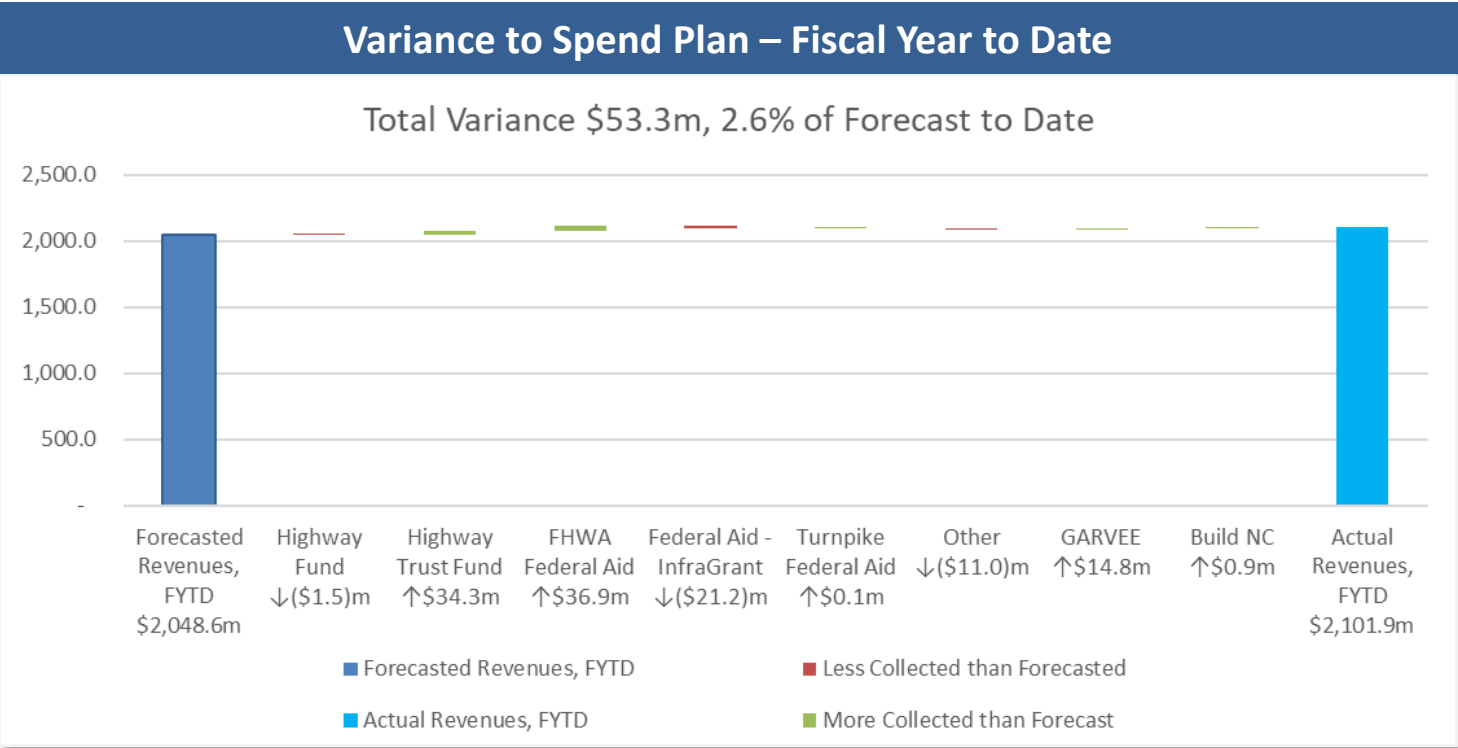 Variance to Spend Plan – Fiscal Year to Date
Total Variance $53.3m, 2.6% of Forecast to Date
2,500.0
2,000.0
1,500.0
1,000.0
500.0
-
Forecasted
Revenues,
FYTD
$2,048.6m
Highway
Fund
↓($1.5)m
Highway
Trust Fund
↑$34.3m
FHWA
Federal Aid
↑$36.9m
Federal Aid -
InfraGrant
↓($21.2)m
Turnpike
Federal Aid
↑$0.1m
Other
↓($11.0)m
GARVEE
↑$14.8m
Build NC
↑$0.9m
Actual
Revenues,
FYTD
$2,101.9m
Forecasted Revenues, FYTD
Less Collected than Forecasted
Actual Revenues, FYTD
More Collected than Forecast